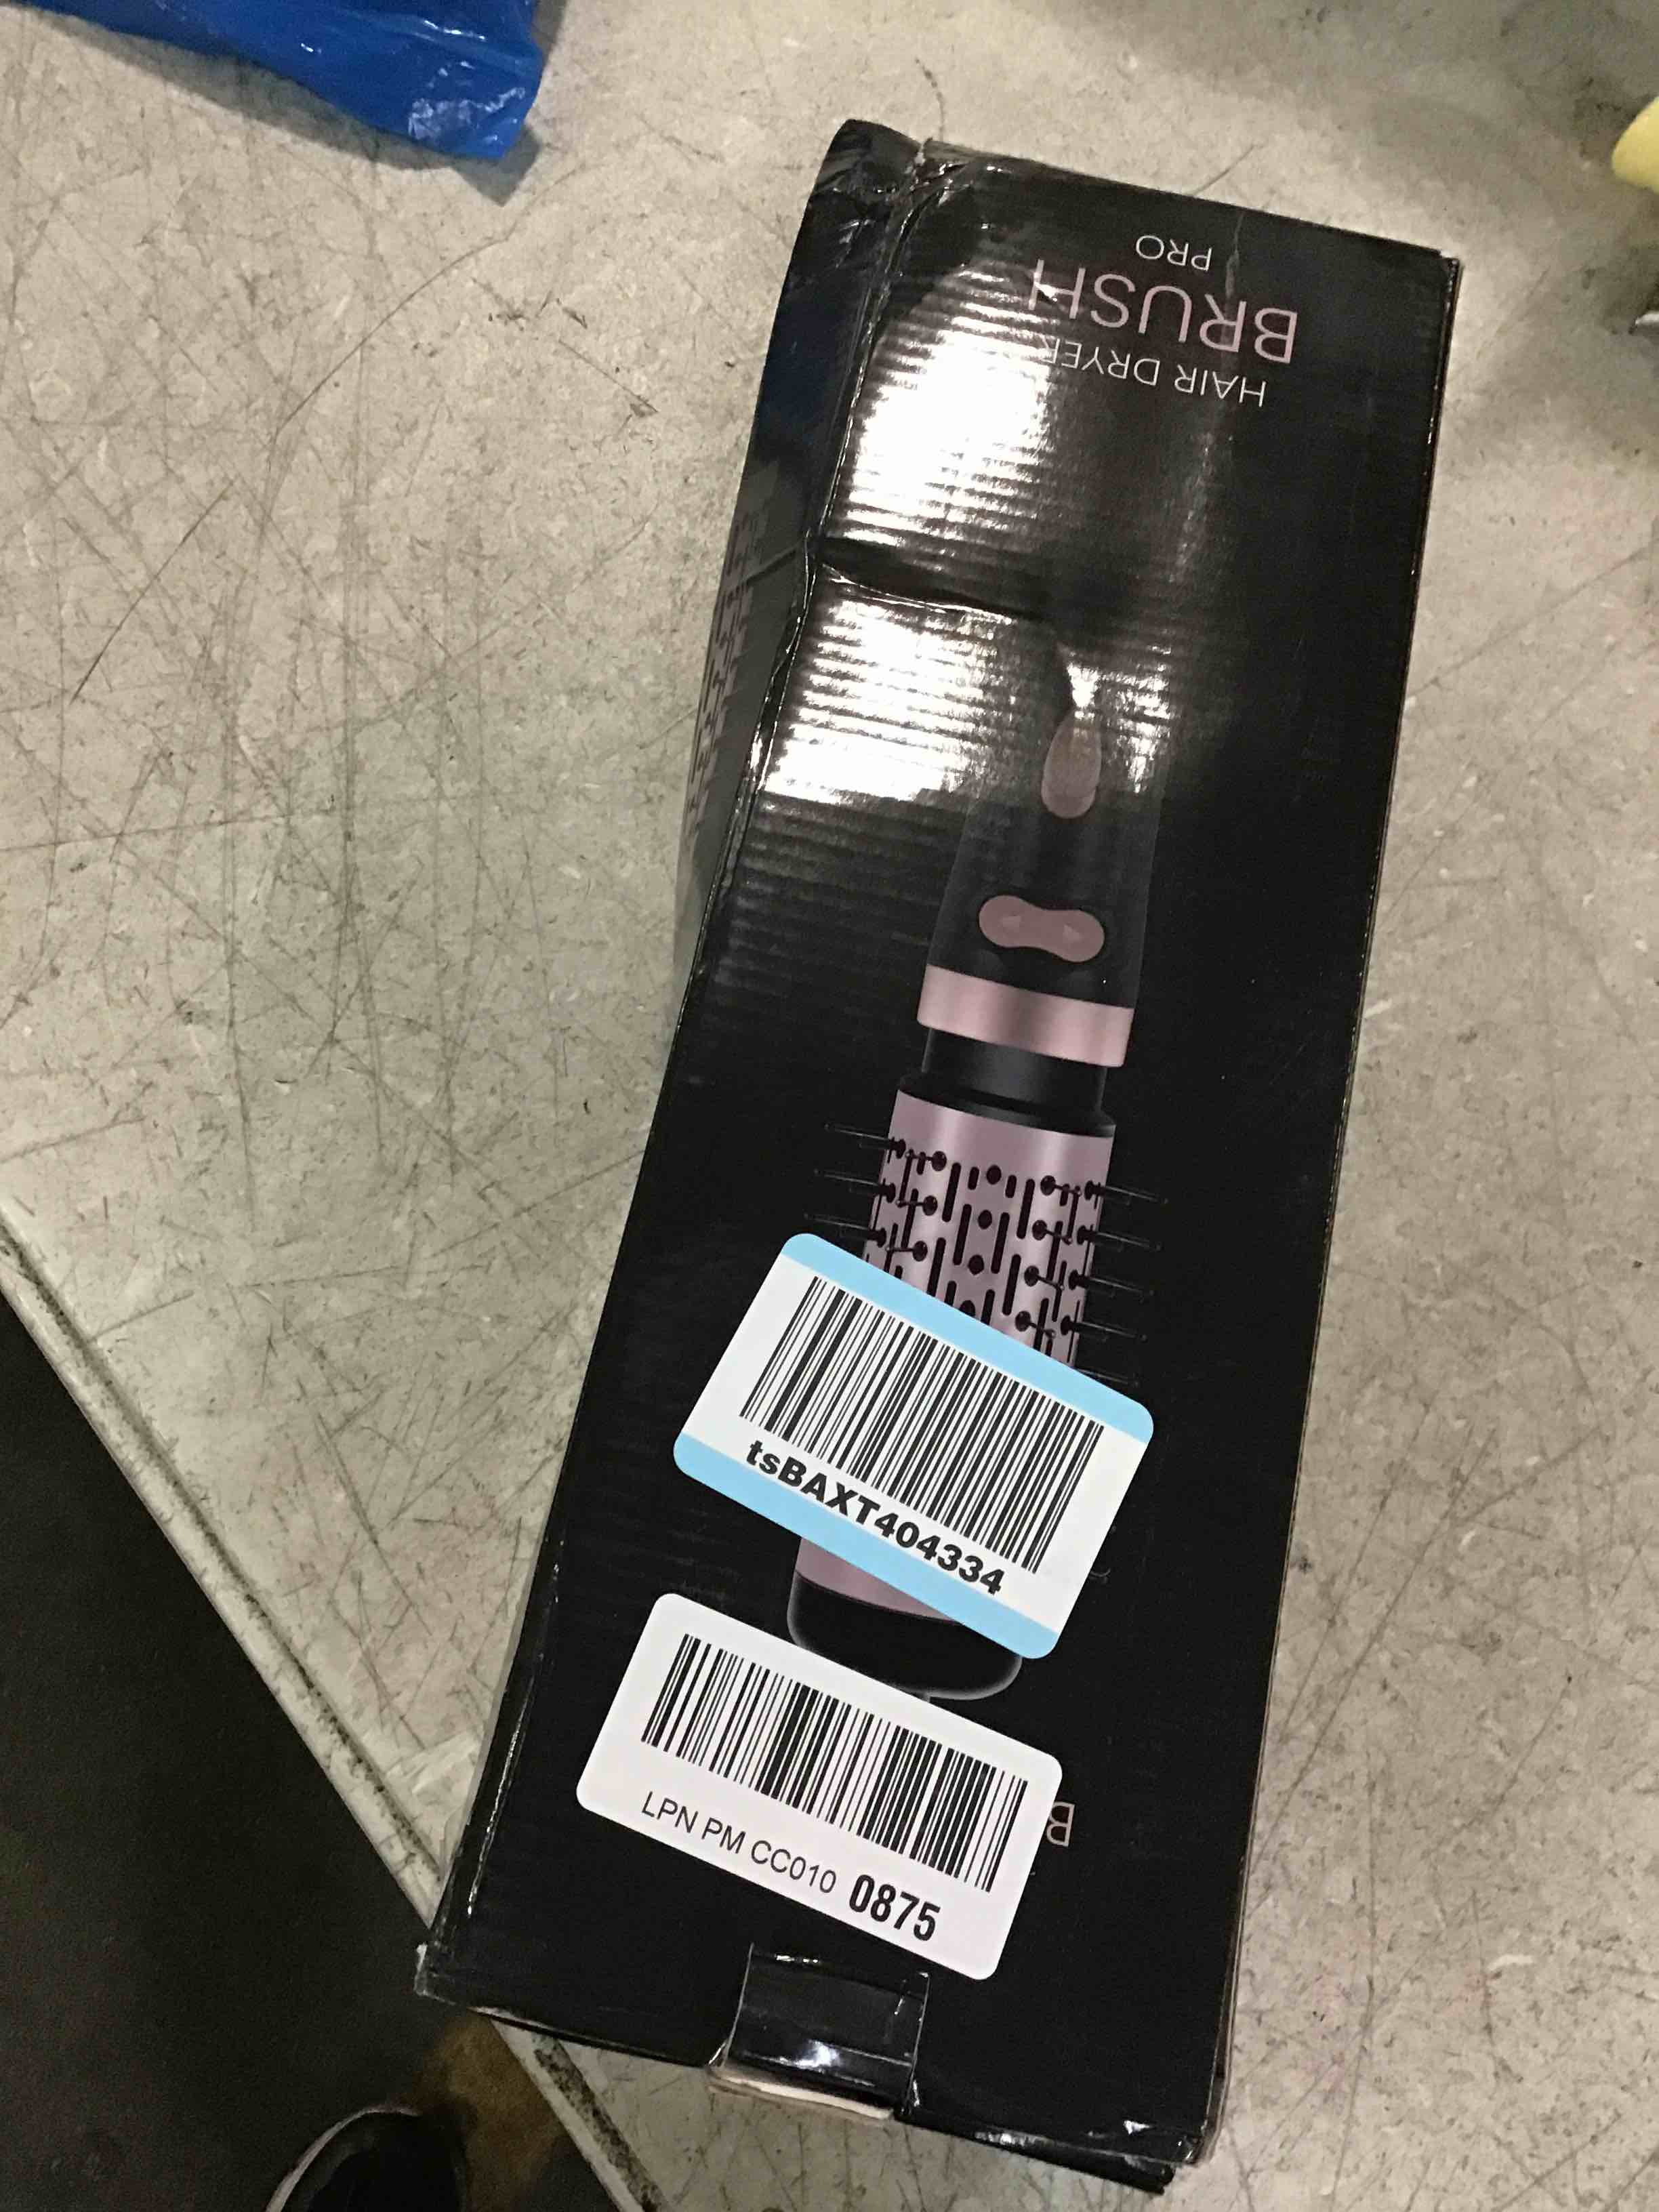 HAIR DRYER
BRUSH
PRO
tsBAXT404334
LPN PM CC010 0875
B